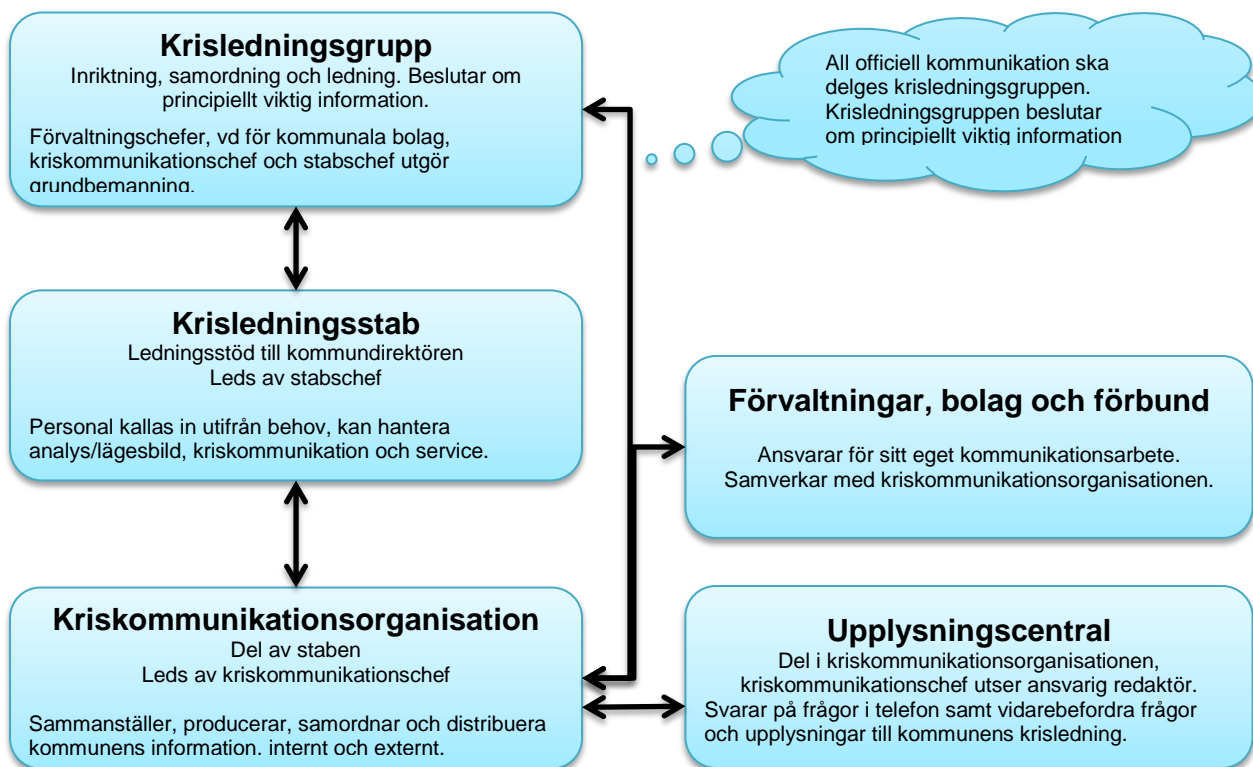 Krisledningsgrupp
Inriktning, samordning och ledning. Beslutar om
principiellt viktig information.
Förvaltningschefer, vd för kommunala bolag,
kriskommunikationschef och stabschef utgör
grundbemanning.
All officiell kommunikation ska
delges krisledningsgruppen.
Krisledningsgruppen beslutar
om principiellt viktig information
Krisledningsstab
Ledningsstöd till kommundirektören
Leds av stabschef
Personal kallas in utifrån behov, kan hantera
analys/lägesbild, kriskommunikation och service.
Förvaltningar, bolag och förbund
Ansvarar för sitt eget kommunikationsarbete.
Samverkar med kriskommunikationsorganisationen.
Kriskommunikationsorganisation
Del av staben
Leds av kriskommunikationschef
Sammanställer, producerar, samordnar och distribuera
kommunens information. internt och externt.
Upplysningscentral
Del i kriskommunikationsorganisationen,
kriskommunikationschef utser ansvarig redaktör.
Svarar på frågor i telefon samt vidarebefordra frågor
och upplysningar till kommunens krisledning.